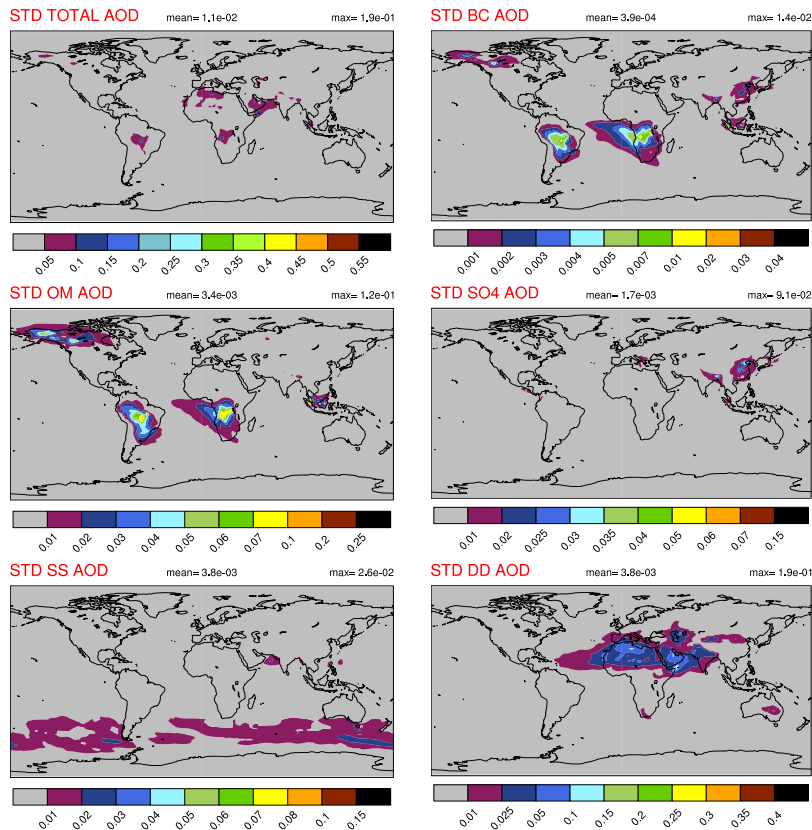 STD TOTAL AOD mean= 1.1e-02 max= 1.9e-01
0.05 0.1 0.15 0.2 0.25 0.3 0.35 0.4 0.45 0.5 0.55
STD BC AOD mean= 3.9e-04 max= 1.4e-02
0.001 0.002 0.003 0.004 0.005 0.007 0.01 0.02 0.03 0.04
STD OM AOD mean= 3.4e-03 max= 1.2e-01
0.01 0.02 0.03 0.04 0.05 0.06 0.07 0.1 0.2 0.25
STD SO4 AOD mean= 1.7e-03 max= 9.1e-02
0.01 0.02 0.025 0.03 0.035 0.04 0.05 0.06 0.07 0.15
STD SS AOD mean= 3.8e-03 max= 2.6e-02
0.01 0.02 0.03 0.04 0.05 0.06 0.07 0.08 0.1 0.15
STD DD AOD mean= 3.8e-03 max= 1.9e-01
0.01 0.025 0.05 0.1 0.15 0.2 0.25 0.3 0.35 0.4